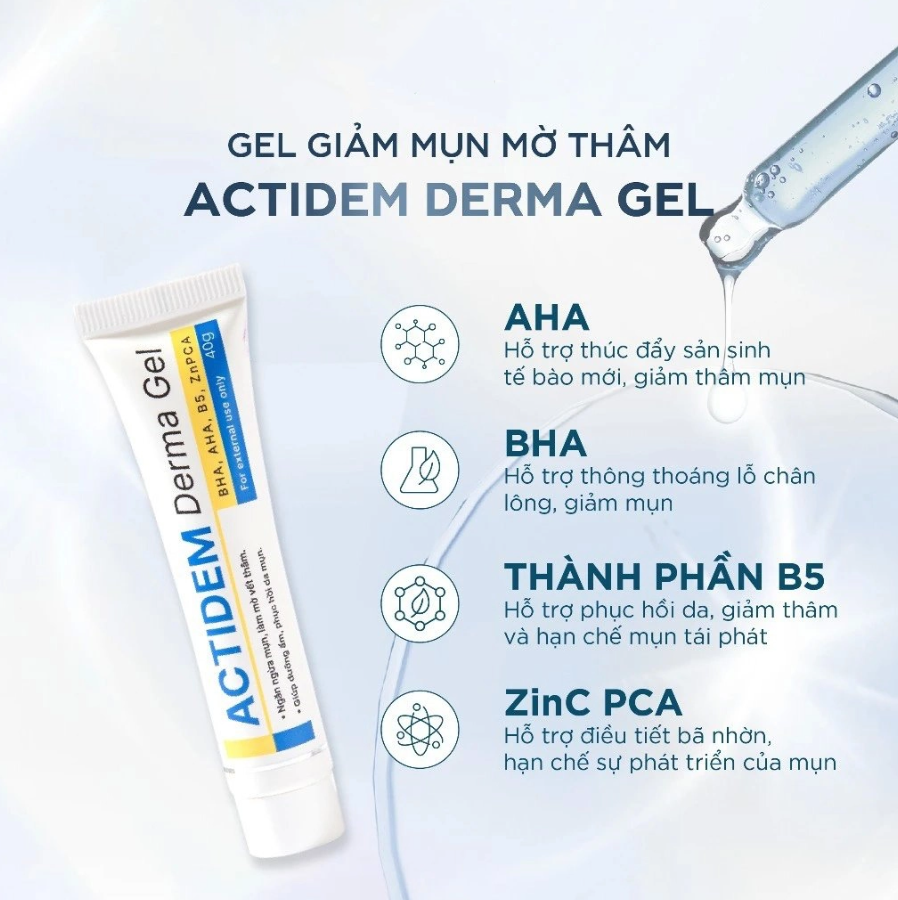 GEL GIẢM MỤN MỜ THÂM
ACTIDEM DERMA GEL
AHA
Hỗ trợ thúc đẩy sản sinh
tế bào mới, giảm thâm mụn
BHA
Hỗ trợ thông thoáng lỗ chân
lông, giảm mụn
THÀNH PHẦN B5
Hỗ trợ phục hồi da, giảm thâm
và hạn chế mụn tái phát
ZinC PCA
Hỗ trợ điều tiết bã nhờn,
hạn chế sự phát triển của mụn
ACTIDEM Derma Gel
BHA, AHA, B5, ZnPCA
For external use only 40g
• Ngăn ngừa mụn, làm mờ vết thâm.
• Giúp dưỡng ẩm, phục hồi da mụn.